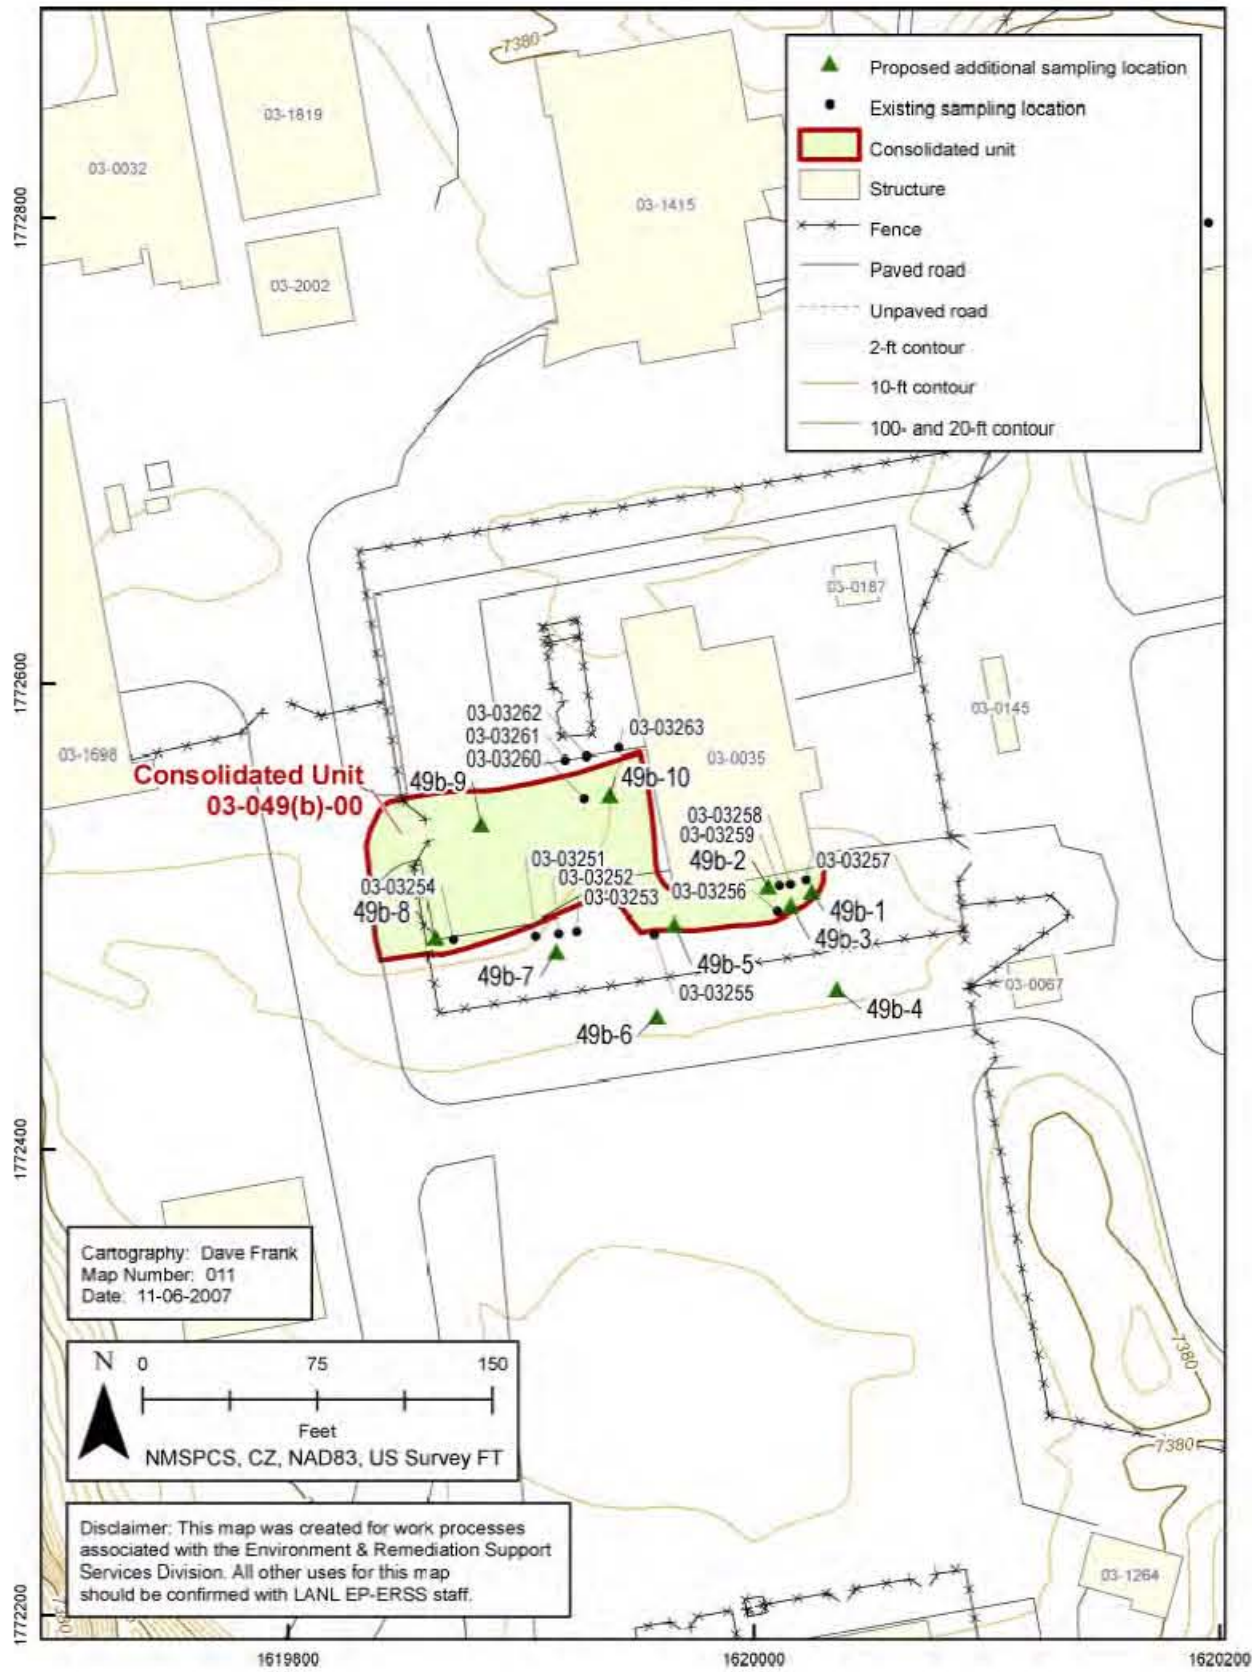 7380
Proposed additional sampling location
Existing sampling location
Consolidated unit
Structure
Fence
Paved road
Unpaved road
2-ft contour
10-ft contour
100- and 20-ft contour
03-1819
03-0032
03-1415
03-2002
1772800
03-0187
1772600
03-0145
03-03262
03-03263
03-03261
03-03260
03-1698
03-0035
Consolidated Unit
03-049(b)-00
49b-9
49b-10
03-03258
03-03259
49b-2
03-03257
03-03251
03-03252
03-03253
03-03254
03-03256
49b-8
49b-1
49b-3
49b-5
49b-7
03-03255
03-0067
49b-4
49b-6
1772400
Cartography: Dave Frank
Map Number: 011
Date: 11-06-2007
7380
N 0 75 150
Feet
NMSPCS, CZ, NAD83, US Survey FT
7380
Disclaimer: This map was created for work processes
associated with the Environment & Remediation Support
Services Division. All other uses for this map
should be confirmed with LANL EP-ERSS staff.
03-1264
1772200
7380
1619800
1620000
1620200